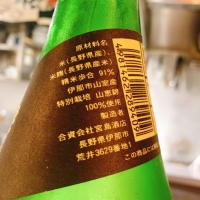 原材料名
米(長野県産)
米麹(長野県産米)
精米歩合 91%
伊那市山室産
特別栽培 山恵錦
100%使用
製造者
合資会社宮島酒店
長野県伊那市
荒井3629番地1
この商品